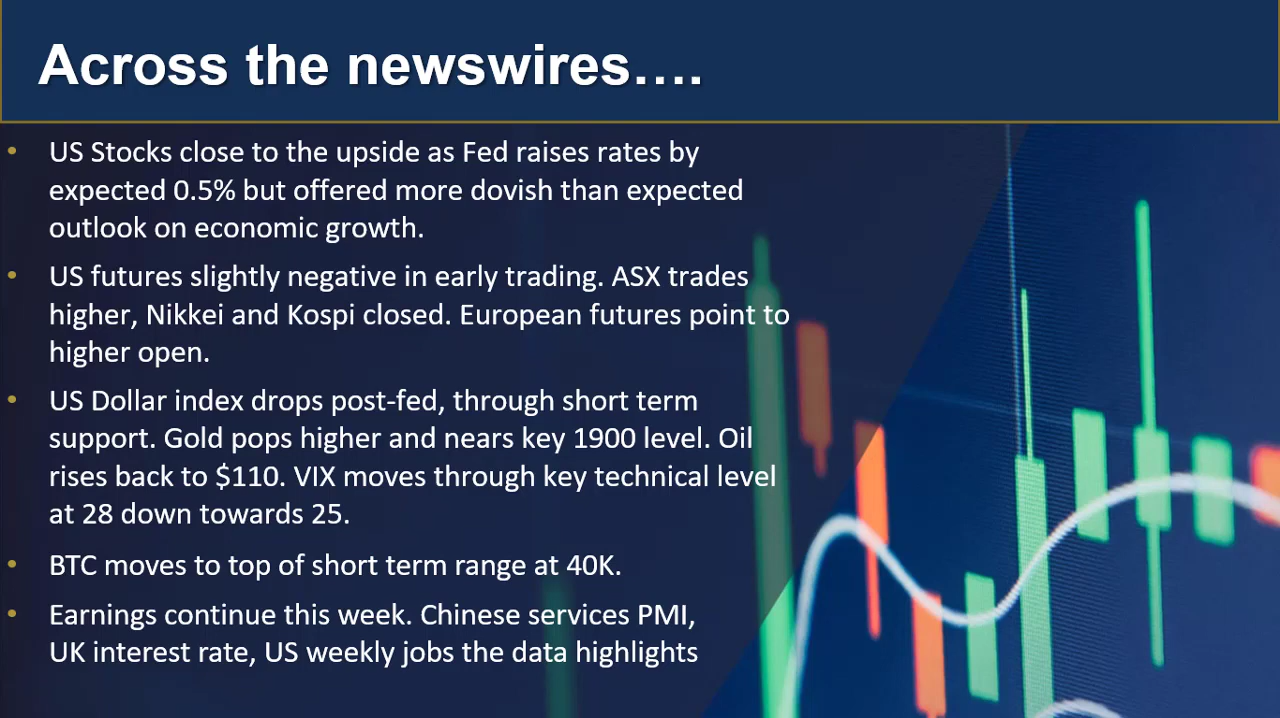 Across the newswires….
• US Stocks close to the upside as Fed raises rates by
expected 0.5% but offered more dovish than expected
outlook on economic growth.
• US futures slightly negative in early trading. ASX trades
higher, Nikkei and Kospi closed. European futures point to
higher open.
• US Dollar index drops post-fed, through short term
support. Gold pops higher and nears key 1900 level. Oil
rises back to $110. VIX moves through key technical level
at 28 down towards 25.
• BTC moves to top of short term range at 40K.
• Earnings continue this week. Chinese services PMI,
UK interest rate, US weekly jobs the data highlights